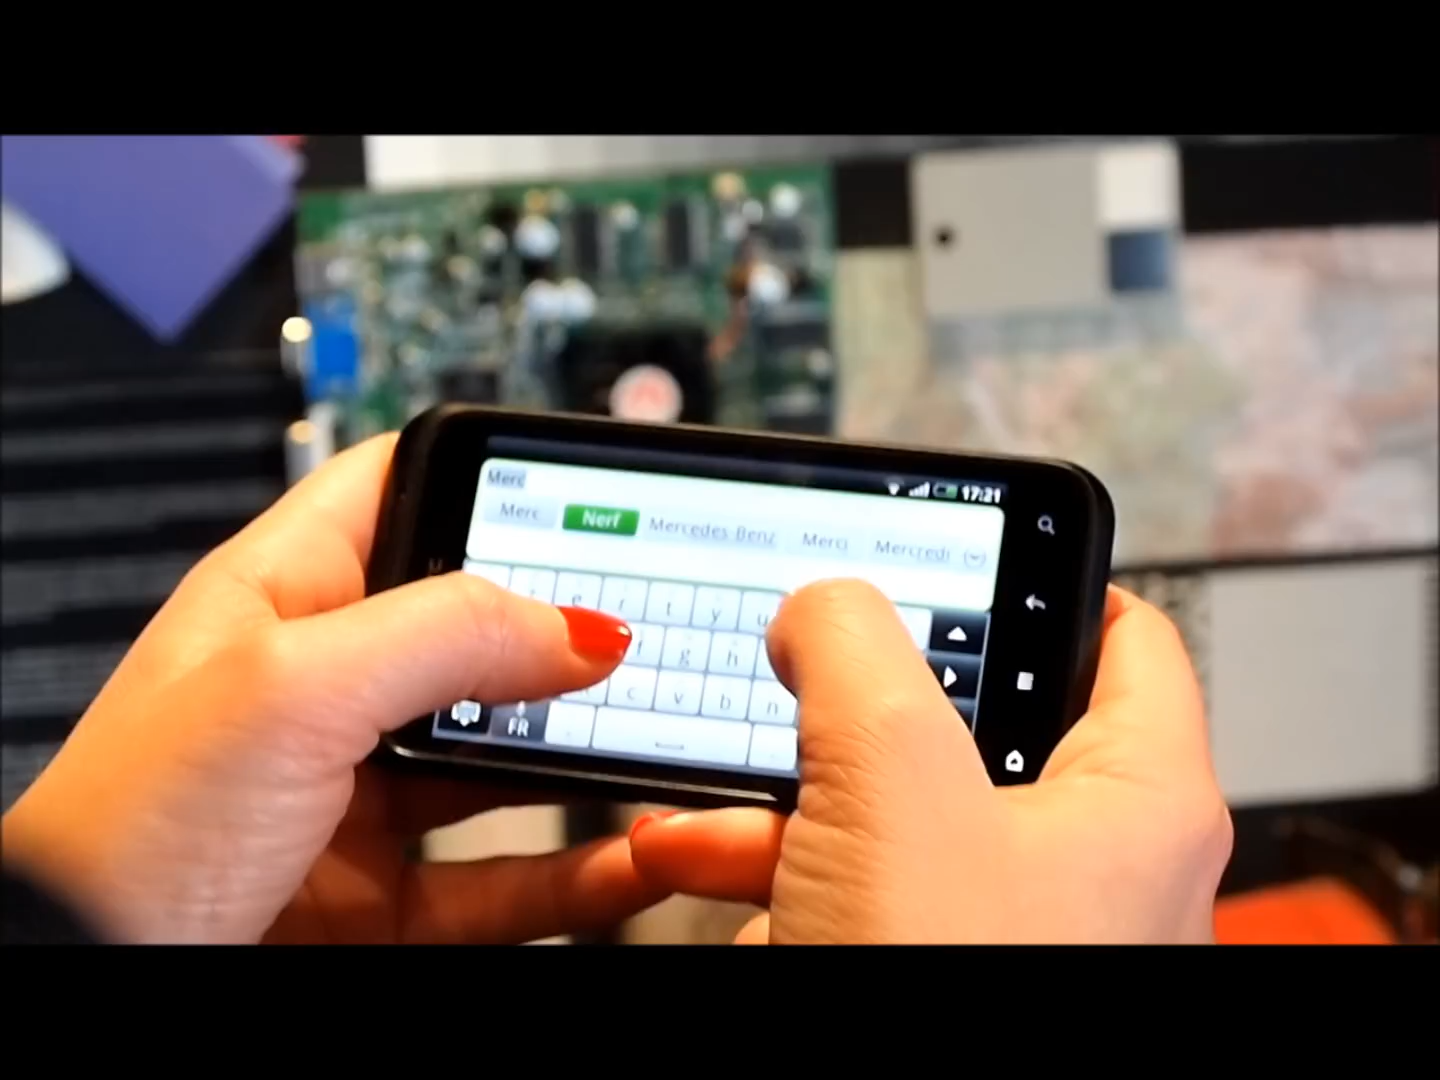 17:21
Merc
Merc Nerf Mercedes-Benz Merci Mercredi
e r t y u
f g h
c v b n
FR . .